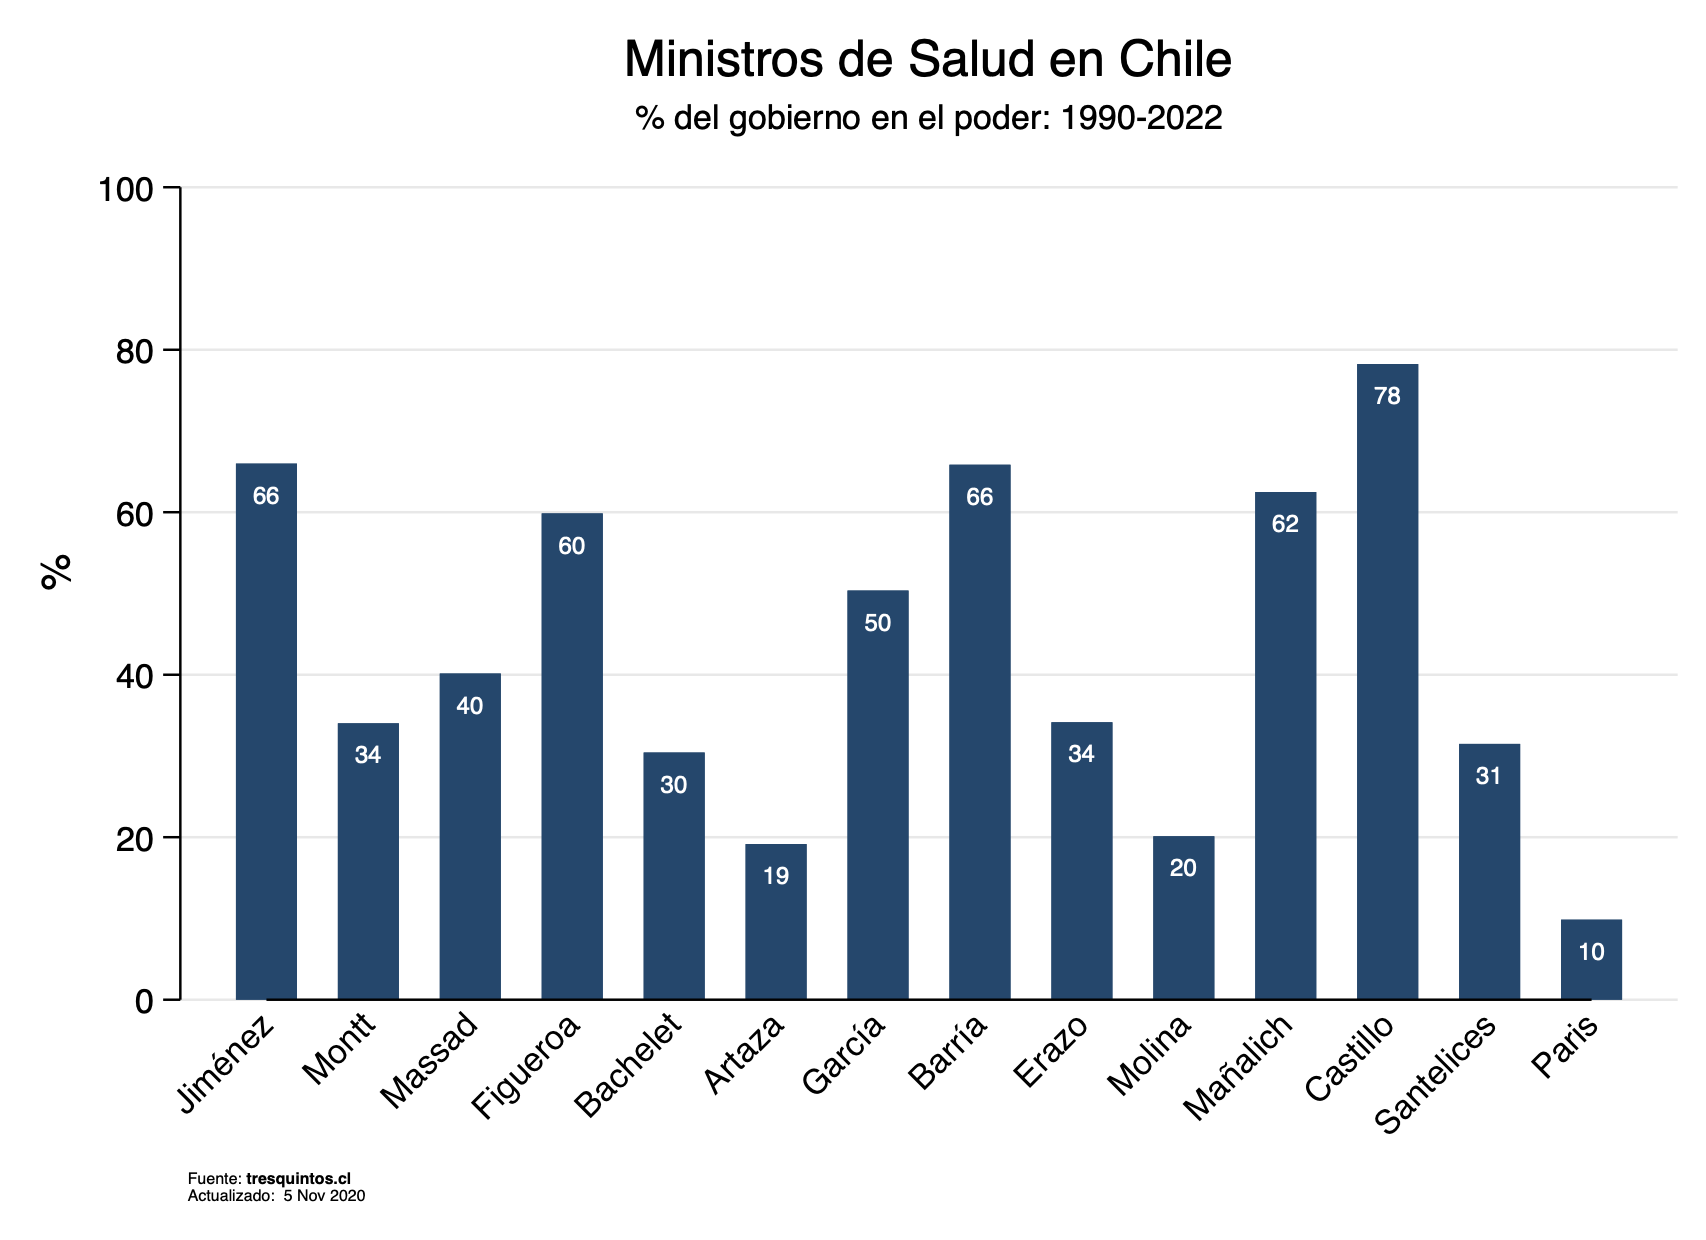 Ministros de Salud en Chile
% del gobierno en el poder: 1990-2022
%
100
80
60
40
20
0
66
34
40
60
30
19
50
66
34
20
62
78
31
10
Jiménez
Montt
Massad
Figueroa
Bachelet
Artaza
García
Barría
Erazo
Molina
Mañalich
Castillo
Santelices
Paris
Fuente: tresquintos.cl
Actualizado: 5 Nov 2020